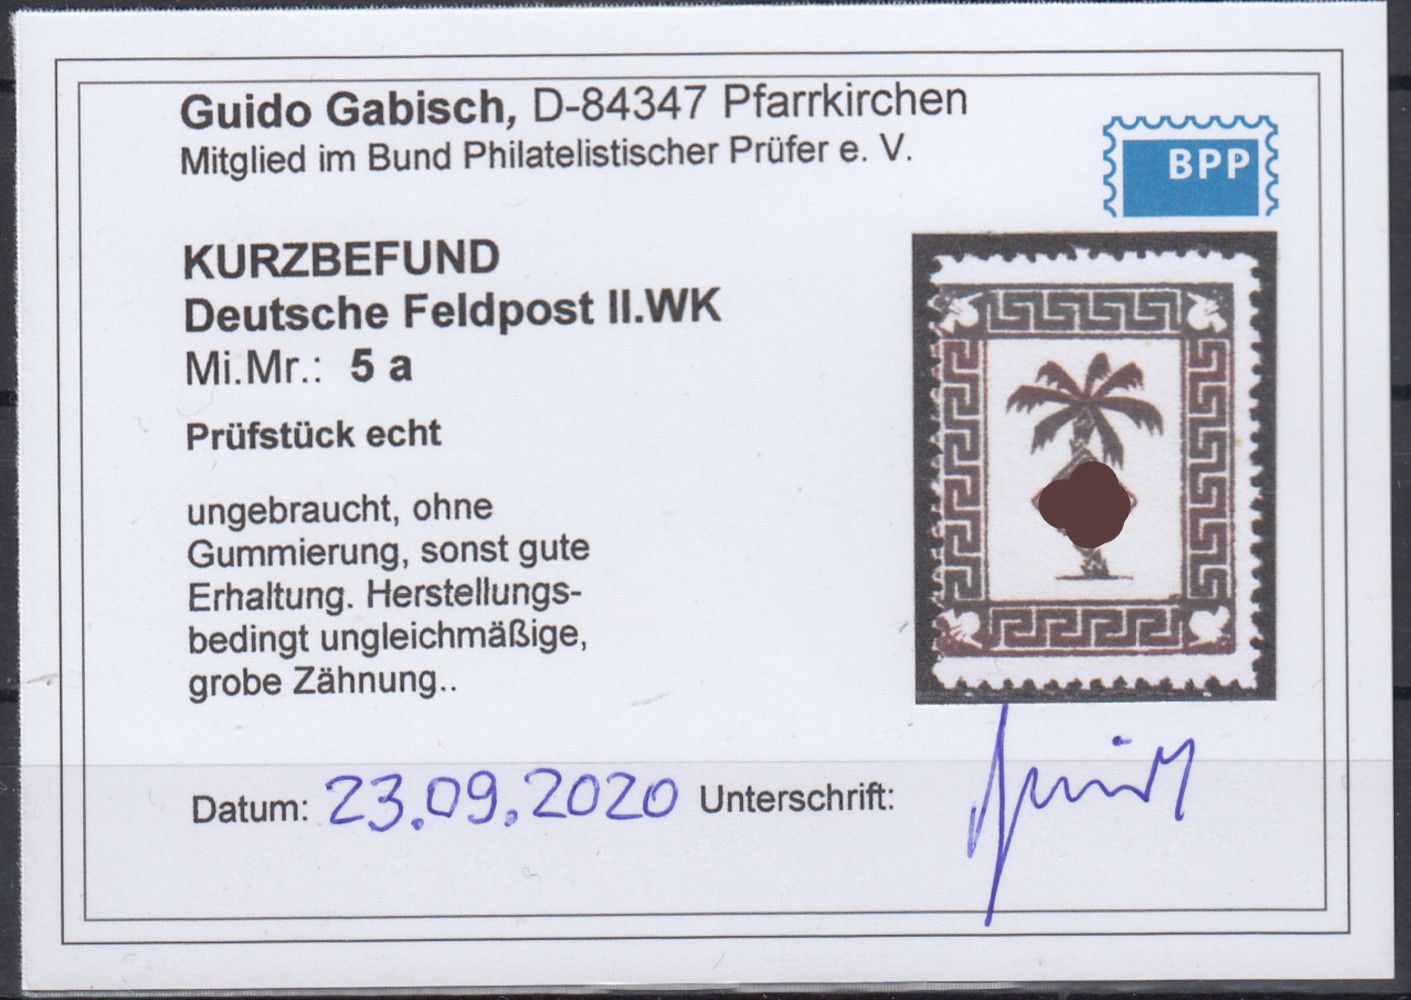 Guido Gabisch, D-84347 Pfarrkirchen
Mitglied im Bund Philatelistischer Prüfer e. V.
BPP
KURZBEFUND
Deutsche Feldpost II.WK
Mi.Mr.: 5 a
Prüfstück echt
ungebraucht, ohne
Gummierung, sonst gute
Erhaltung. Herstellungs-
bedingt ungleichmäßige,
grobe Zähnung..
Datum: 23.09.2020 Unterschrift: